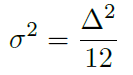 σ² = Δ²/12